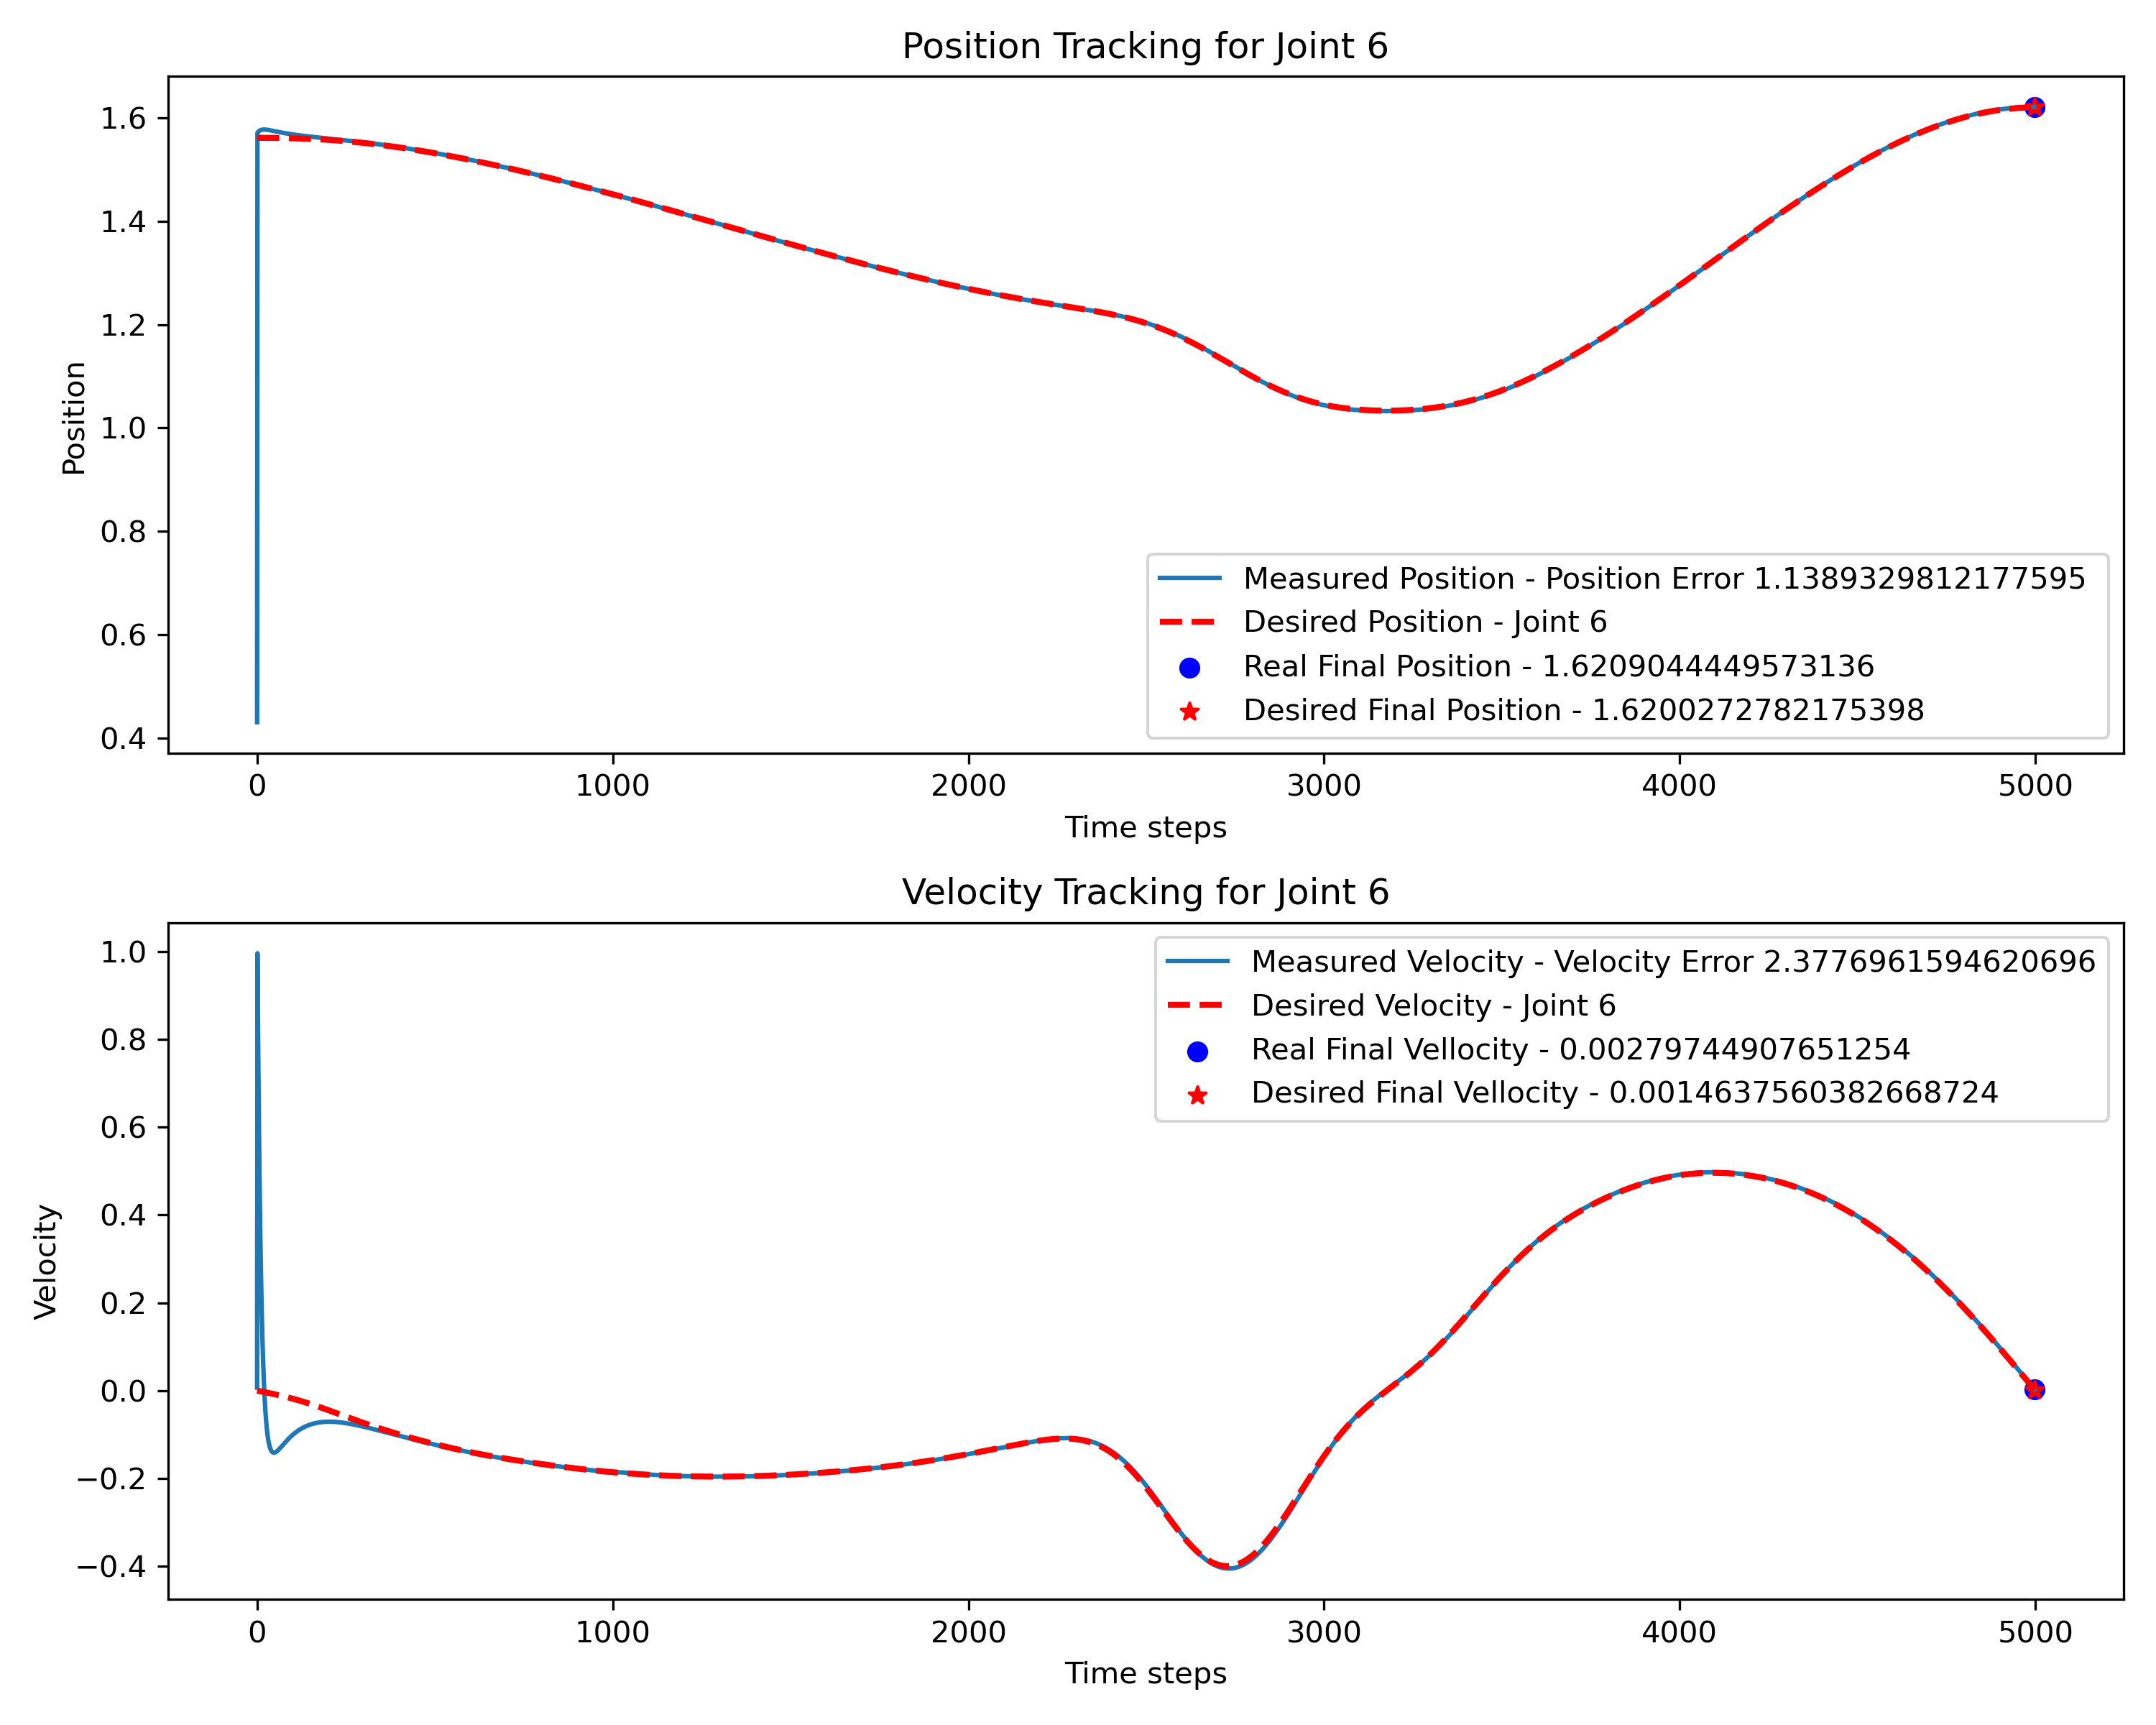 Position Tracking for Joint 6
1.6
1.4
1.2
1.0
0.8
0.6
0.4
Position
Measured Position - Position Error 1.1389329812177595
Desired Position - Joint 6
Real Final Position - 1.6209044449573136
Desired Final Position - 1.6200272782175398
0 1000 2000 3000 4000 5000
Time steps
Velocity Tracking for Joint 6
1.0
0.8
0.6
0.4
0.2
0.0
−0.2
−0.4
Velocity
Measured Velocity - Velocity Error 2.3776961594620696
Desired Velocity - Joint 6
Real Final Vellocity - 0.00279744907651254
Desired Final Vellocity - 0.0014637560382668724
0 1000 2000 3000 4000 5000
Time steps